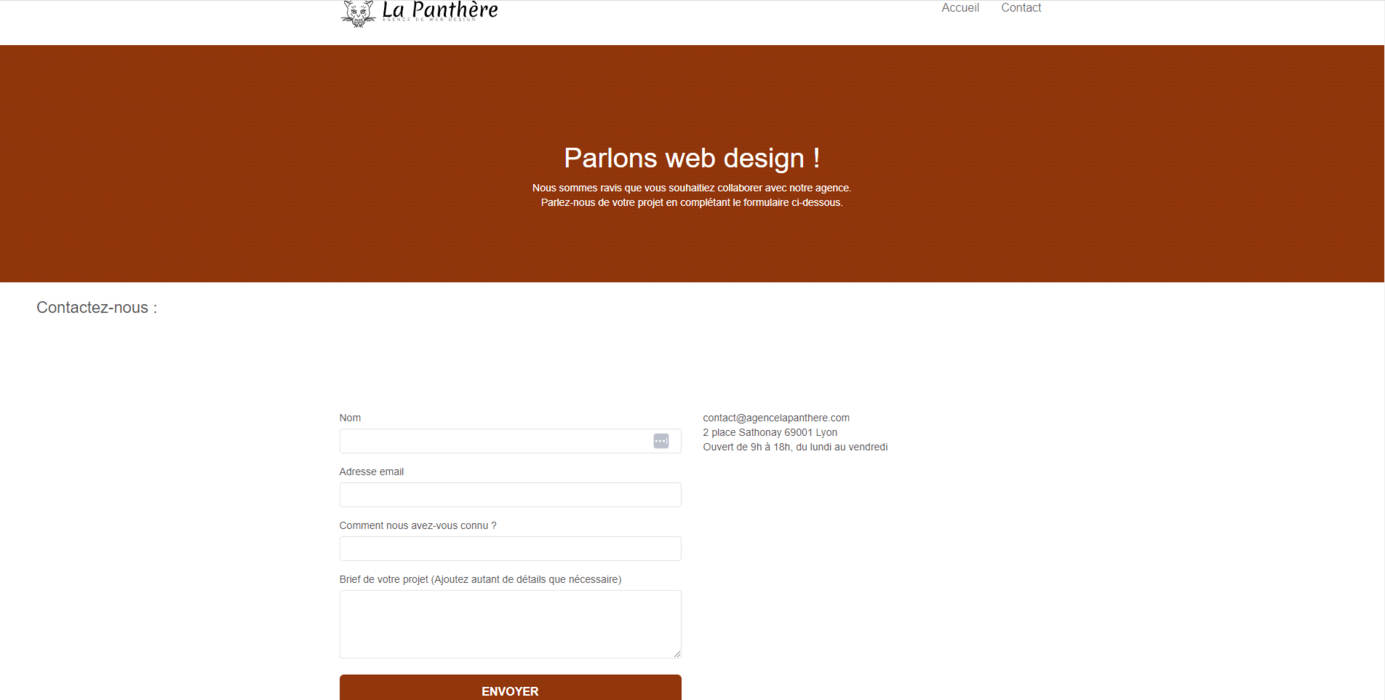 La Panthère
AGENCE DE WEB DESIGN
Accueil Contact
Parlons web design !
Nous sommes ravis que vous souhaitiez collaborer avec notre agence.
Parlez-nous de votre projet en complétant le formulaire ci-dessous.
Contactez-nous :
Nom
Adresse email
Comment nous avez-vous connu ?
Brief de votre projet (Ajoutez autant de détails que nécessaire)
ENVOYER
contact@agencelapanthere.com
2 place Sathonay 69001 Lyon
Ouvert de 9h à 18h, du lundi au vendredi